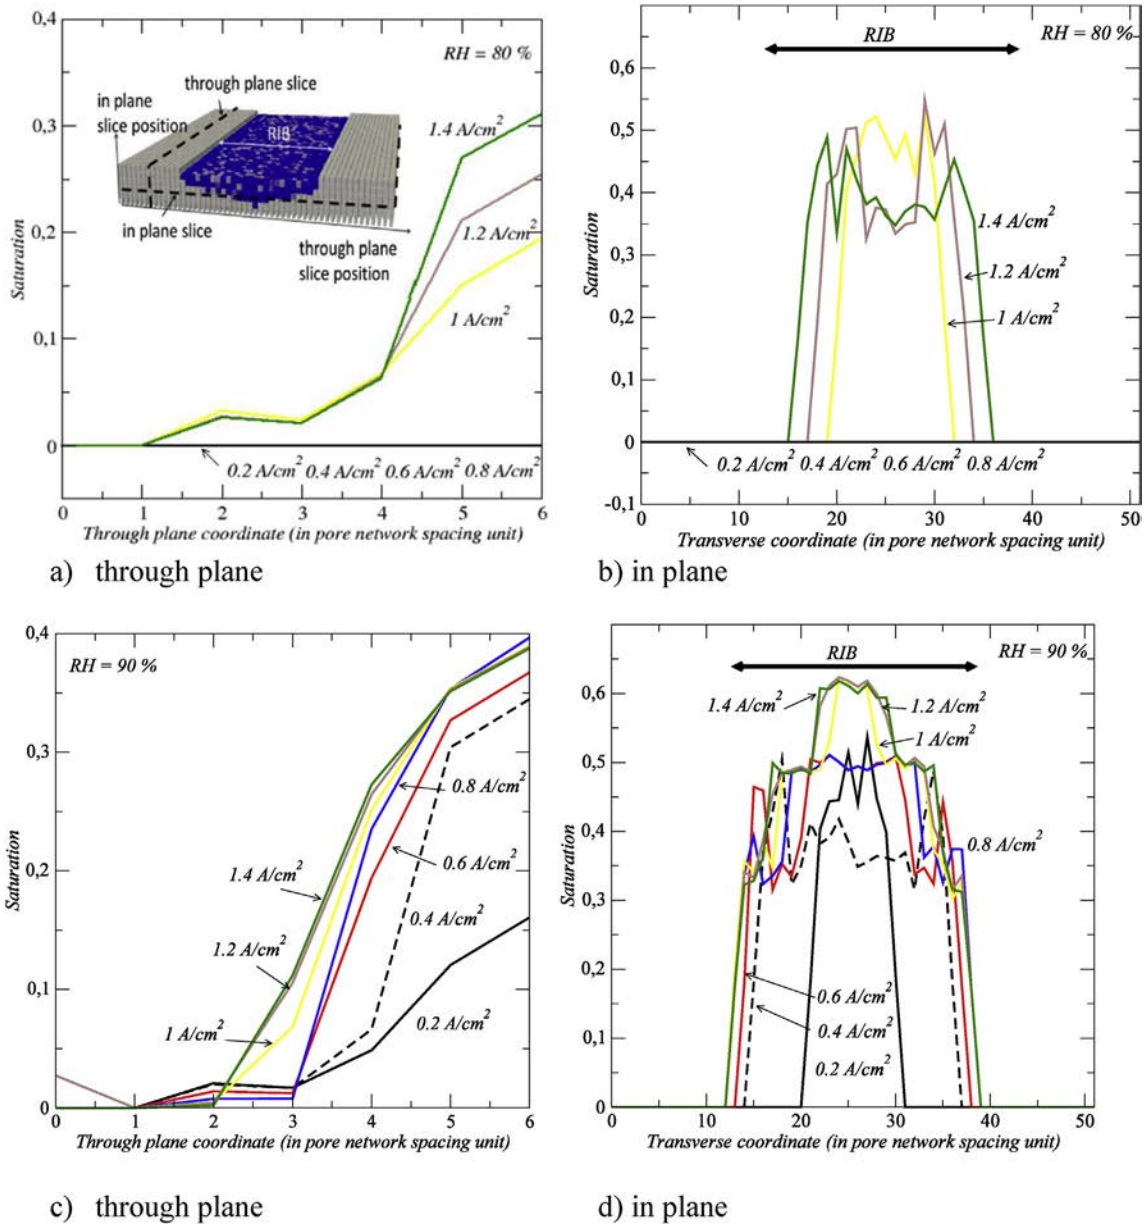 0,4
0,3
0,2
0,1
0
Saturation
RH = 80 %
through plane slice
in plane
slice position
RIB
in plane slice
through plane
slice position
1.4 A/cm²
1.2 A/cm²
1 A/cm²
0.2 A/cm² 0.4 A/cm² 0.6 A/cm² 0.8 A/cm²
0 1 2 3 4 5 6
Through plane coordinate (in pore network spacing unit)
a) through plane
0,6
0,5
0,4
0,3
0,2
0,1
0
-0,1
Saturation
RIB
RH = 80 %
1.4 A/cm²
1.2 A/cm²
1 A/cm²
0.2 A/cm² 0.4 A/cm² 0.6 A/cm² 0.8 A/cm²
0 10 20 30 40 50
Transverse coordinate (in pore network spacing unit)
b) in plane
0,4
0,3
0,2
0,1
0
Saturation
RH = 90 %
0.8 A/cm²
0.6 A/cm²
1.4 A/cm²
0.4 A/cm²
1.2 A/cm²
0.2 A/cm²
1 A/cm²
0 1 2 3 4 5 6
Through plane coordinate (in pore network spacing unit)
c) through plane
0,6
0,5
0,4
0,3
0,2
0,1
0
Saturation
RIB
RH = 90 %
1.4 A/cm²
1.2 A/cm²
1 A/cm²
0.8 A/cm²
0.6 A/cm²
0.4 A/cm²
0.2 A/cm²
0 10 20 30 40 50
Transverse coordinate (in pore network spacing unit)
d) in plane